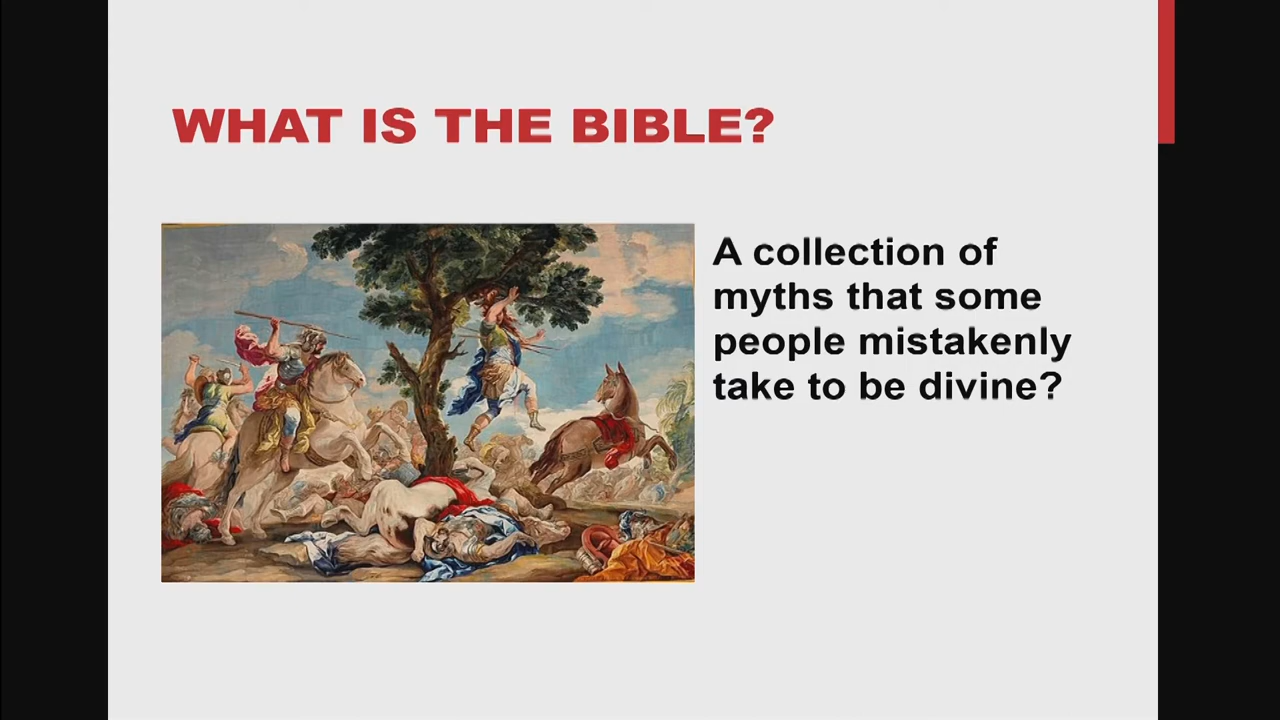 WHAT IS THE BIBLE?
A collection of
myths that some
people mistakenly
take to be divine?